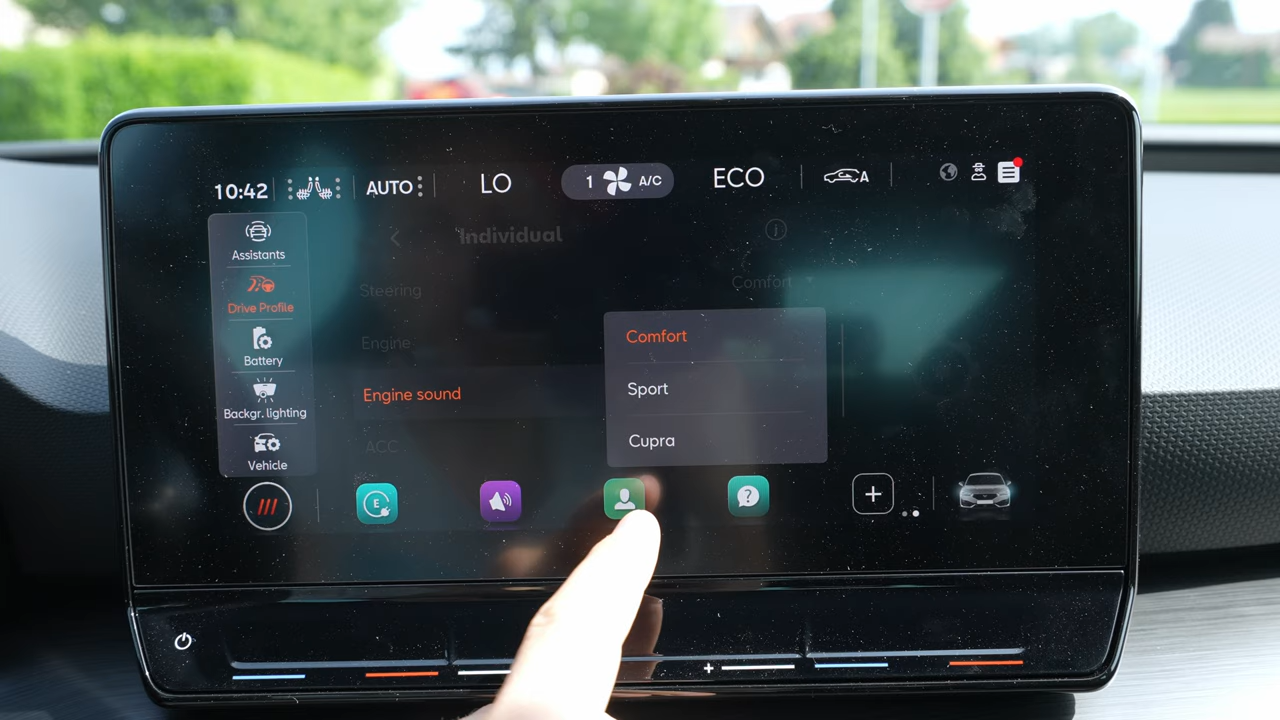 10:42 AUTO LO 1 A/C ECO A
Assistants
Individual
Drive Profile
Steering
Comfort
Battery
Engine
Comfort
Backgr. lighting
Engine sound
Sport
Vehicle
ACC
Cupra
E
?
+
+